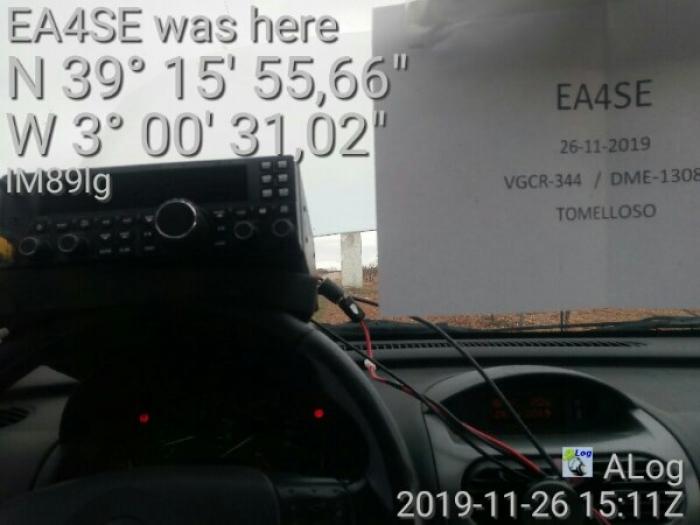 EA4SE was here
N 39° 15' 55,66"
W 3° 00' 31,02"
IM89lg
EA4SE
26-11-2019
VGCR-344 / DME-1308
TOMELLOSO
Log
ALog
2019-11-26 15:11Z